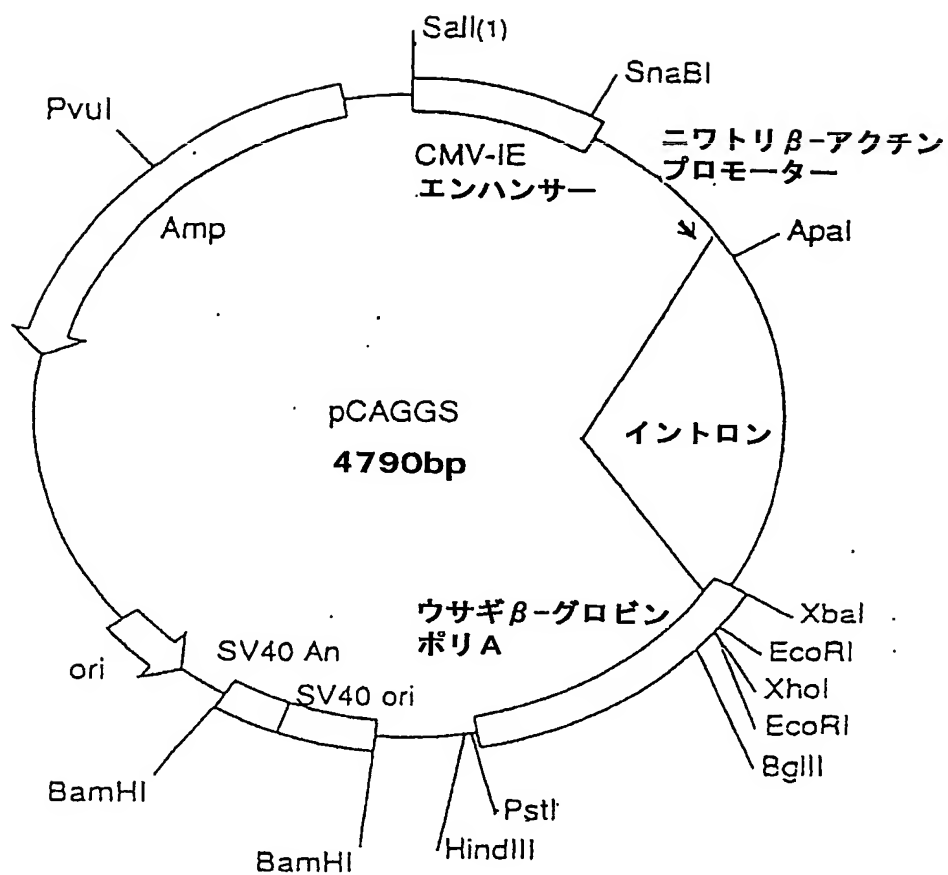 SalI(1)
SnaBI
PvuI
CMV-IE
エンハンサー
ニワトリβ-アクチン
プロモーター
Amp
ApaI
pCAGGS
4790bp
イントロン
ウサギβ-グロビン
ポリA
XbaI
EcoRI
XhoI
EcoRI
BglII
ori
SV40 An
SV40 ori
BamHI
PstI
BamHI
HindIII